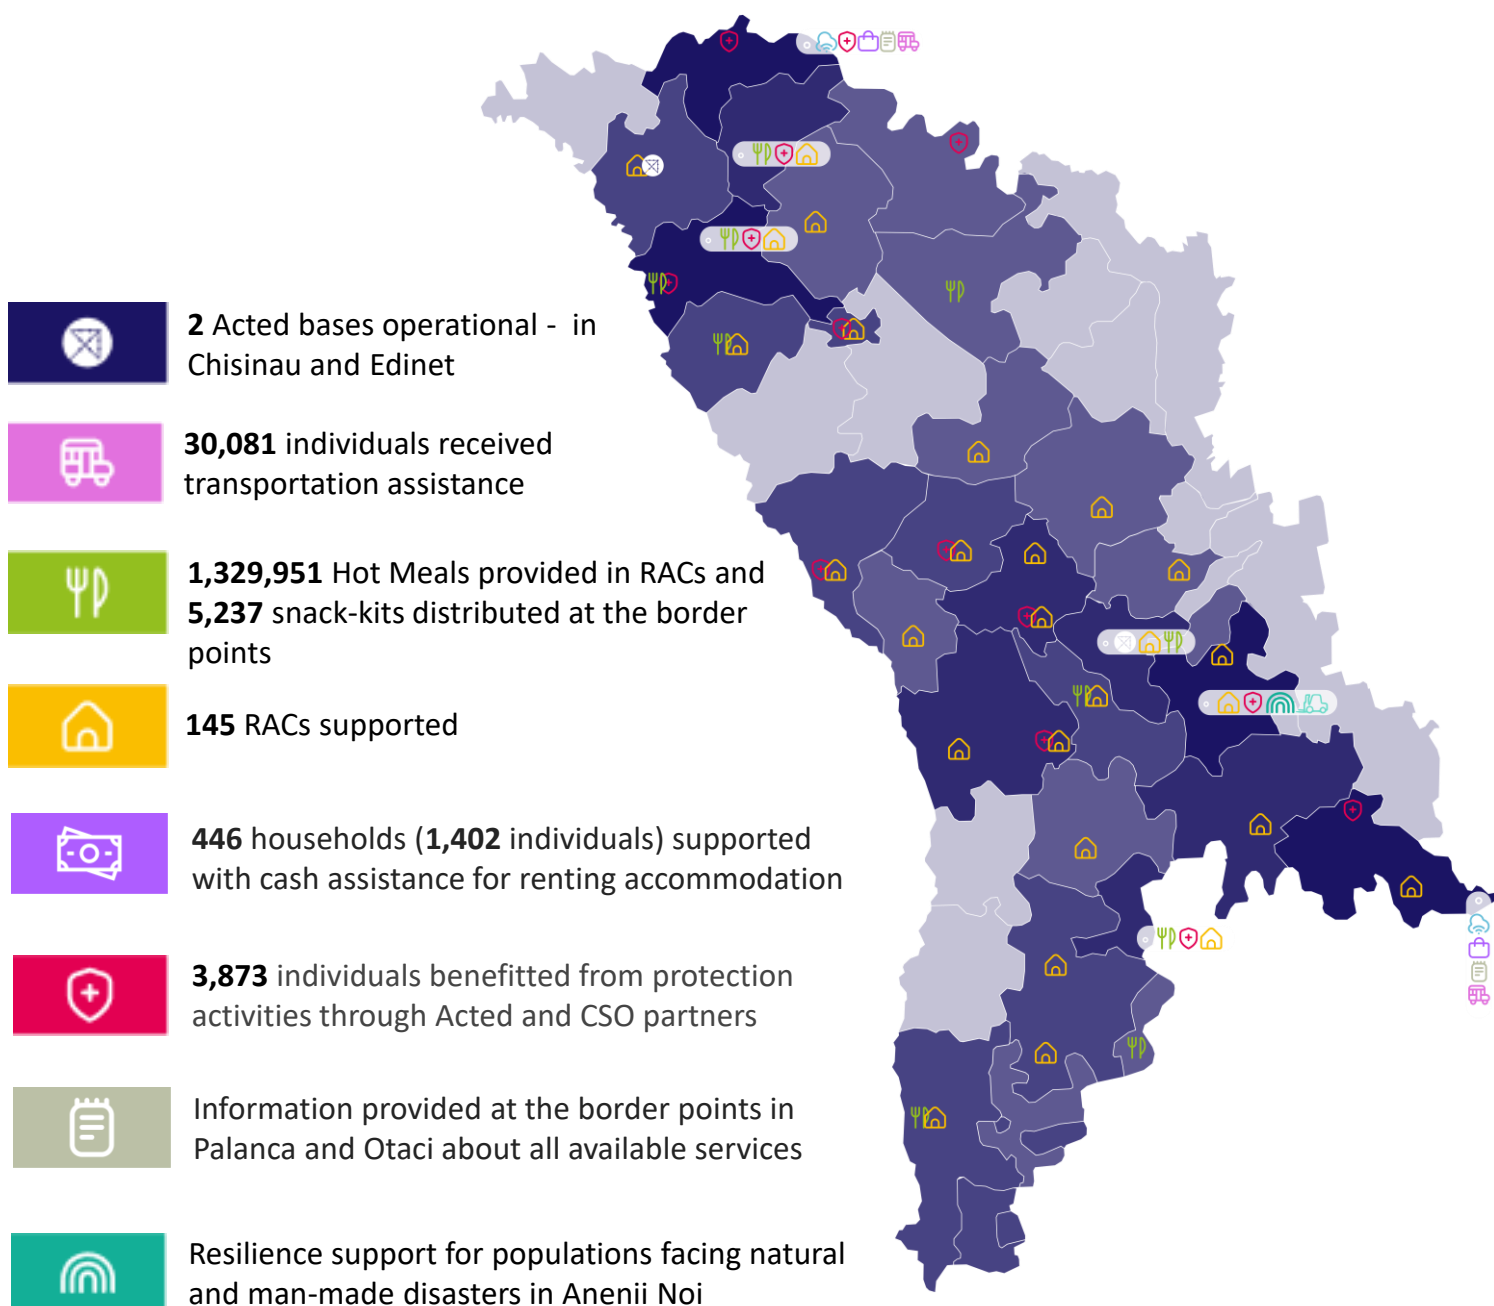 2 Acted bases operational -  in
Chisinau and Edinet
30,081 individuals received
transportation assistance
1,329,951 Hot Meals provided in RACs and
5,237 snack-kits distributed at the border
points
145 RACs supported
446 households (1,402 individuals) supported
with cash assistance for renting accommodation
3,873 individuals benefitted from protection
activities through Acted and CSO partners
Information provided at the border points in
Palanca and Otaci about all available services
Resilience support for populations facing natural
and man-made disasters in Anenii Noi